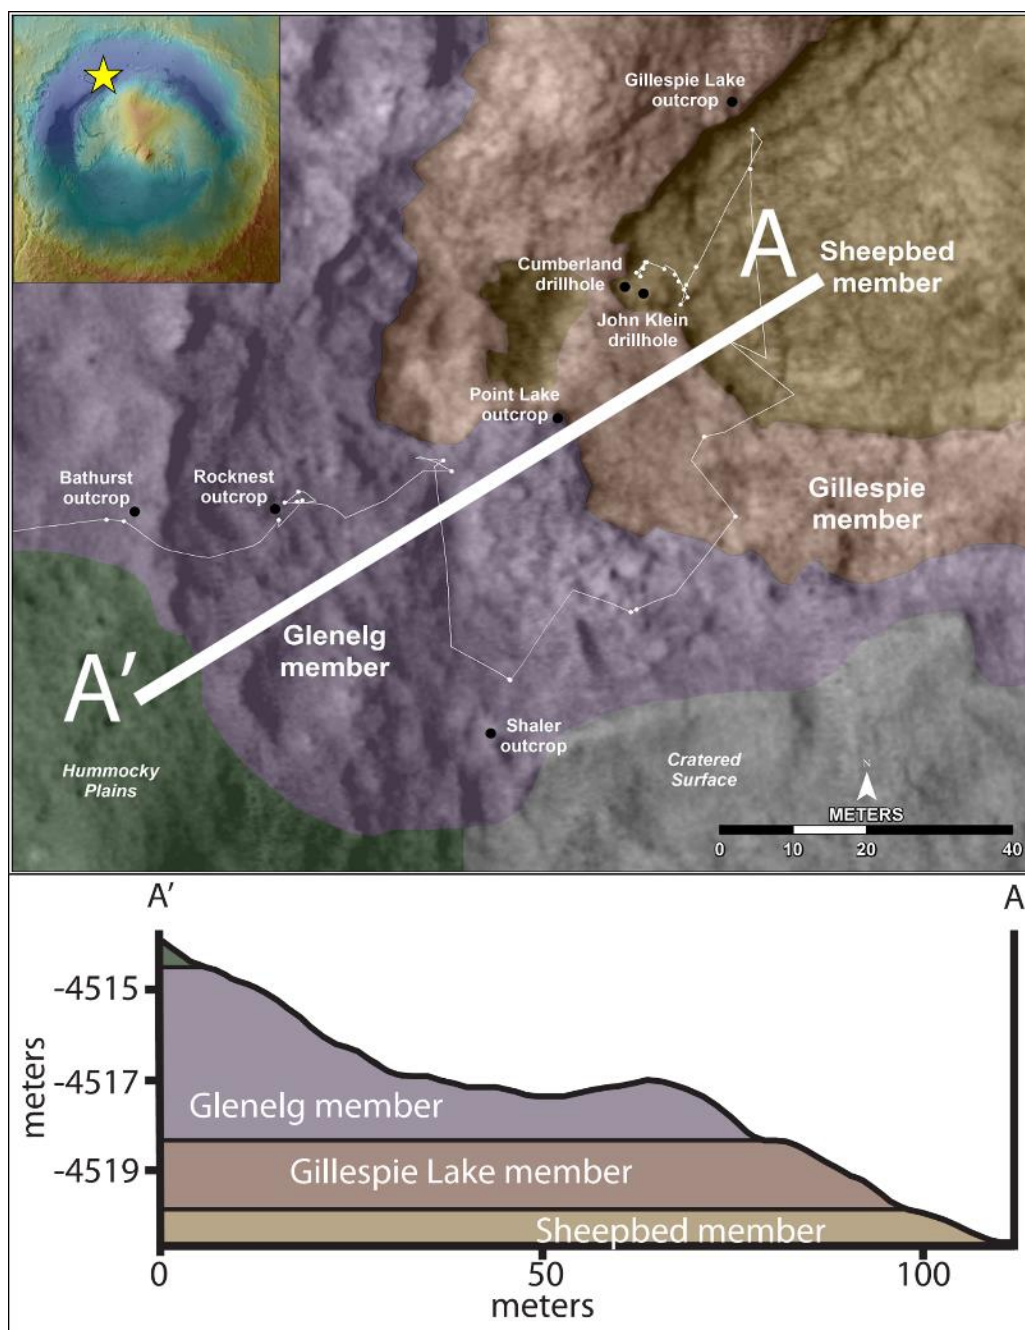 Gillespie Lake
outcrop
A
Sheepbed
member
Cumberland
drillhole
John Klein
drillhole
Point Lake
outcrop
Bathurst
outcrop
Rocknest
outcrop
Gillespie
member
Glenelg
member
A'
Shaler
outcrop
Hummocky
Plains
Cratered
Surface
N
METERS
0 10 20 40
A' A
-4515
-4517
-4519
meters
Glenelg member
Gillespie Lake member
Sheepbed member
0 50 100
meters